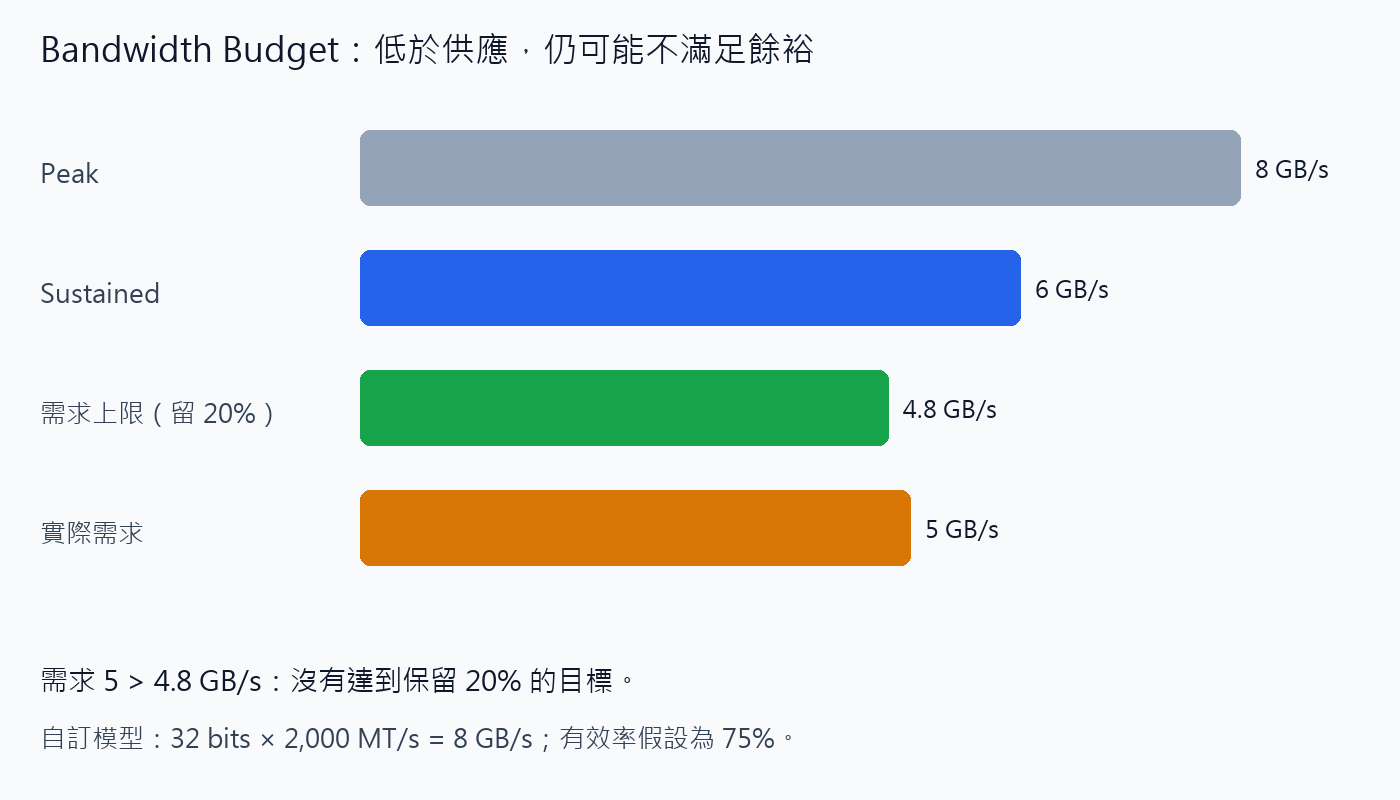 Bandwidth Budget：低於供應，仍可能不滿足餘裕
Peak
8 GB/s
Sustained
6 GB/s
需求上限（留 20%）
4.8 GB/s
實際需求
5 GB/s
需求 5 > 4.8 GB/s：沒有達到保留 20% 的目標。
自訂模型：32 bits × 2,000 MT/s = 8 GB/s；有效率假設為 75%。